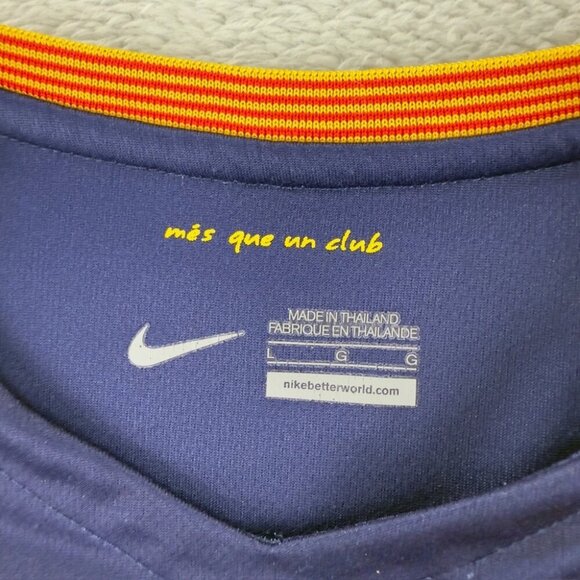 més que un club
MADE IN THAILAND
FABRIQUE EN THAILANDE
L G G
nikebetterworld.com